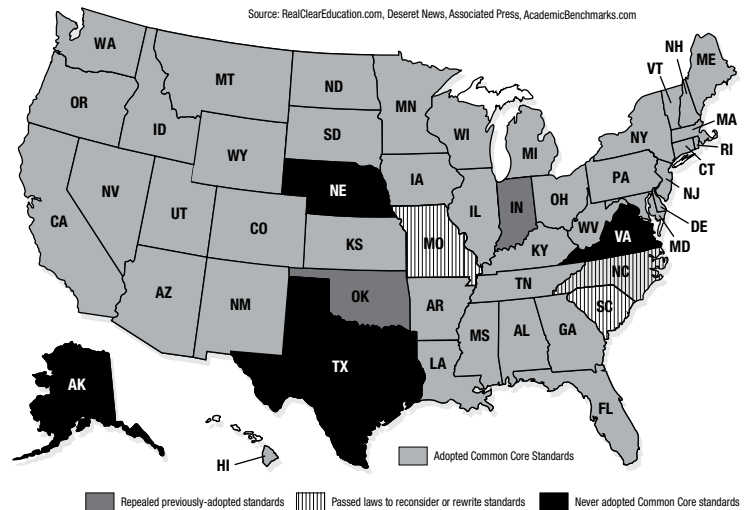 Source: RealClearEducation.com, Deseret News, Associated Press, AcademicBenchmarks.com
WA
MT
ND
MN
NH
VT
ME
OR
ID
SD
WI
MI
NY
MA
RI
CT
WY
NE
IA
PA
NJ
NV
UT
CO
IL
IN
OH
WV
VA
DE
MD
CA
KS
MO
KY
NC
AZ
NM
OK
AR
TN
SC
MS
AL
GA
TX
LA
AK
FL
HI
Adopted Common Core Standards
Repealed previously-adopted standards
Passed laws to reconsider or rewrite standards
Never adopted Common Core standards